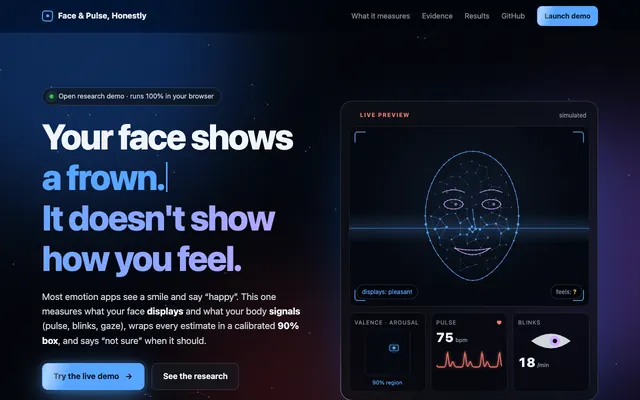 Face & Pulse, Honestly
What it measures
Evidence
Results
GitHub
Launch demo
Open research demo · runs 100% in your browser
Your face shows
a frown.
It doesn't show
how you feel.
Most emotion apps see a smile and say “happy”. This one
measures what your face displays and what your body signals
(pulse, blinks, gaze), wraps every estimate in a calibrated 90%
box, and says “not sure” when it should.
Try the live demo →
See the research
LIVE PREVIEW
simulated
displays: pleasant
feels: ?
VALENCE · AROUSAL
90% region
PULSE
75 bpm
BLINKS
18 /min